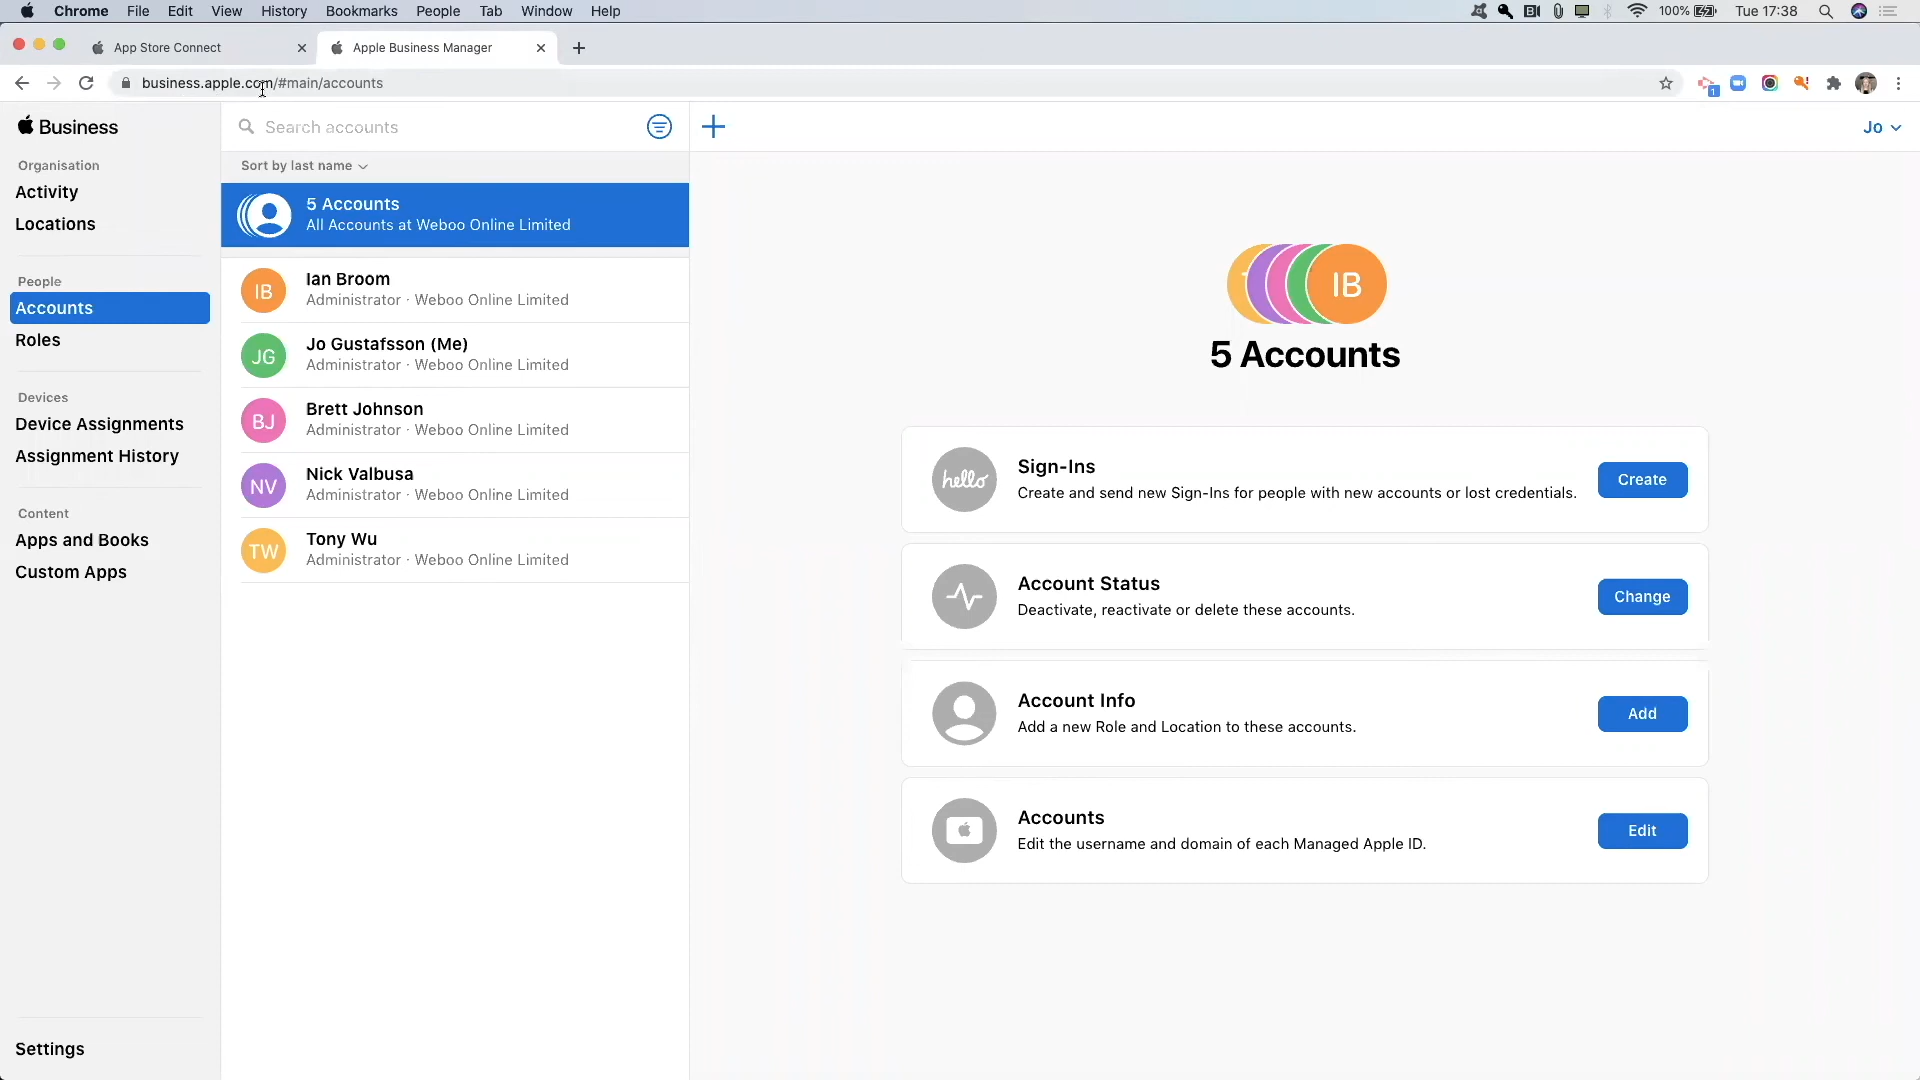 Chrome File Edit View History Bookmarks People Tab Window Help
100% Tue 17:38
App Store Connect
Apple Business Manager
business.apple.com/#main/accounts
1
Business
Search accounts
Jo
Organisation
Sort by last name
Activity
Locations
5 Accounts
All Accounts at Weboo Online Limited
People
Accounts
Roles
IB
Ian Broom
Administrator · Weboo Online Limited
JG
Jo Gustafsson (Me)
Administrator · Weboo Online Limited
Devices
Device Assignments
Assignment History
BJ
Brett Johnson
Administrator · Weboo Online Limited
NV
Nick Valbusa
Administrator · Weboo Online Limited
Content
Apps and Books
Custom Apps
TW
Tony Wu
Administrator · Weboo Online Limited
IB
5 Accounts
hello
Sign-Ins
Create and send new Sign-Ins for people with new accounts or lost credentials.
Create
Account Status
Deactivate, reactivate or delete these accounts.
Change
Account Info
Add a new Role and Location to these accounts.
Add
Accounts
Edit the username and domain of each Managed Apple ID.
Edit
Settings